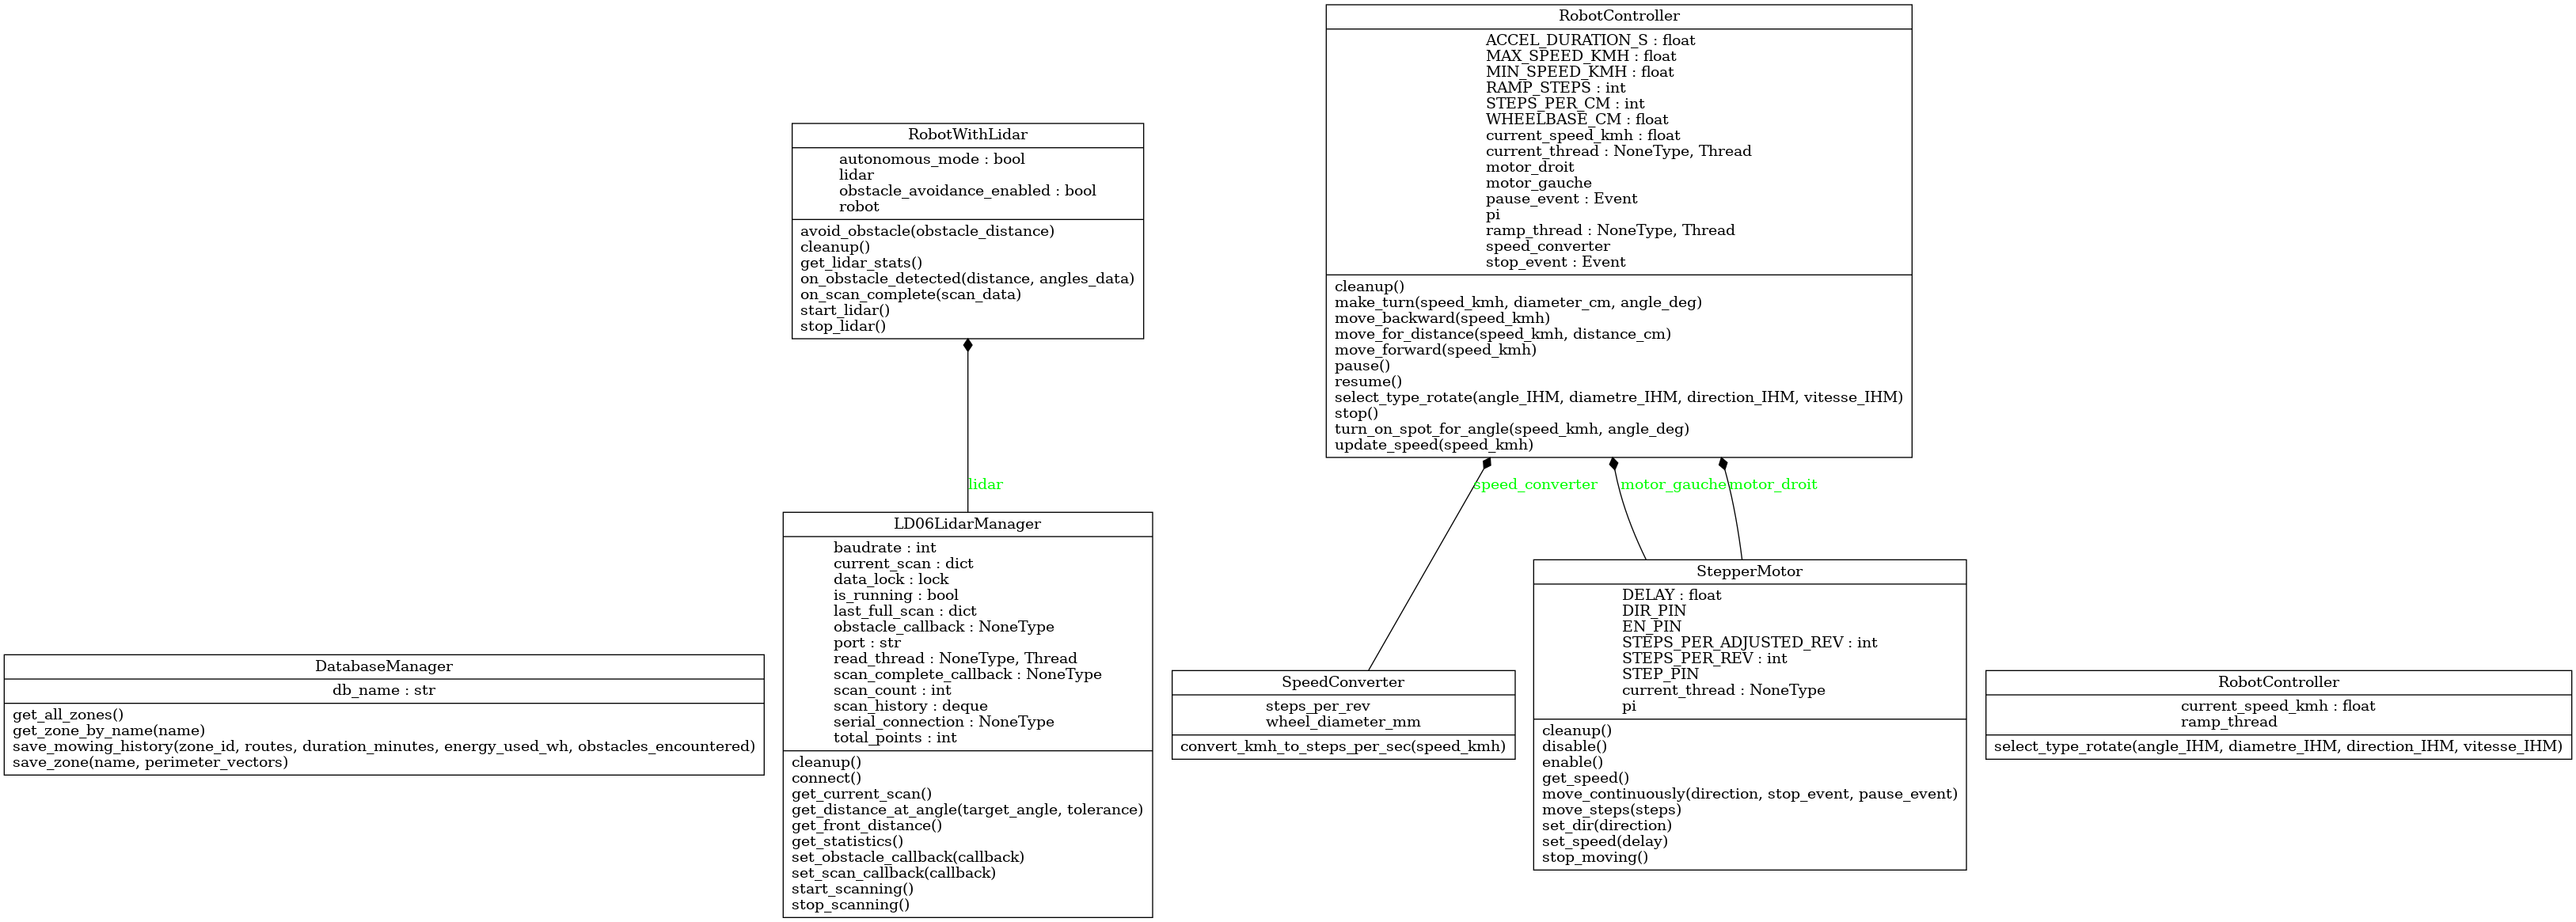 RobotController
ACCEL_DURATION_S : float
MAX_SPEED_KMH : float
MIN_SPEED_KMH : float
RAMP_STEPS : int
STEPS_PER_CM : int
WHEELBASE_CM : float
current_speed_kmh : float
current_thread : NoneType, Thread
motor_droit
motor_gauche
pause_event : Event
pi
ramp_thread : NoneType, Thread
speed_converter
stop_event : Event
cleanup()
make_turn(speed_kmh, diameter_cm, angle_deg)
move_backward(speed_kmh)
move_for_distance(speed_kmh, distance_cm)
move_forward(speed_kmh)
pause()
resume()
select_type_rotate(angle_IHM, diametre_IHM, direction_IHM, vitesse_IHM)
stop()
turn_on_spot_for_angle(speed_kmh, angle_deg)
update_speed(speed_kmh)
RobotWithLidar
autonomous_mode : bool
lidar
obstacle_avoidance_enabled : bool
robot
avoid_obstacle(obstacle_distance)
cleanup()
get_lidar_stats()
on_obstacle_detected(distance, angles_data)
on_scan_complete(scan_data)
start_lidar()
stop_lidar()
lidar
speed_converter
motor_gauche
motor_droit
DatabaseManager
db_name : str
get_all_zones()
get_zone_by_name(name)
save_mowing_history(zone_id, routes, duration_minutes, energy_used_wh, obstacles_encountered)
save_zone(name, perimeter_vectors)
LD06LidarManager
baudrate : int
current_scan : dict
data_lock : lock
is_running : bool
last_full_scan : dict
obstacle_callback : NoneType
port : str
read_thread : NoneType, Thread
scan_complete_callback : NoneType
scan_count : int
scan_history : deque
serial_connection : NoneType
total_points : int
cleanup()
connect()
get_current_scan()
get_distance_at_angle(target_angle, tolerance)
get_front_distance()
get_statistics()
set_obstacle_callback(callback)
set_scan_callback(callback)
start_scanning()
stop_scanning()
SpeedConverter
steps_per_rev
wheel_diameter_mm
convert_kmh_to_steps_per_sec(speed_kmh)
StepperMotor
DELAY : float
DIR_PIN
EN_PIN
STEPS_PER_ADJUSTED_REV : int
STEPS_PER_REV : int
STEP_PIN
current_thread : NoneType
pi
cleanup()
disable()
enable()
get_speed()
move_continuously(direction, stop_event, pause_event)
move_steps(steps)
set_dir(direction)
set_speed(delay)
stop_moving()
RobotController
current_speed_kmh : float
ramp_thread
select_type_rotate(angle_IHM, diametre_IHM, direction_IHM, vitesse_IHM)